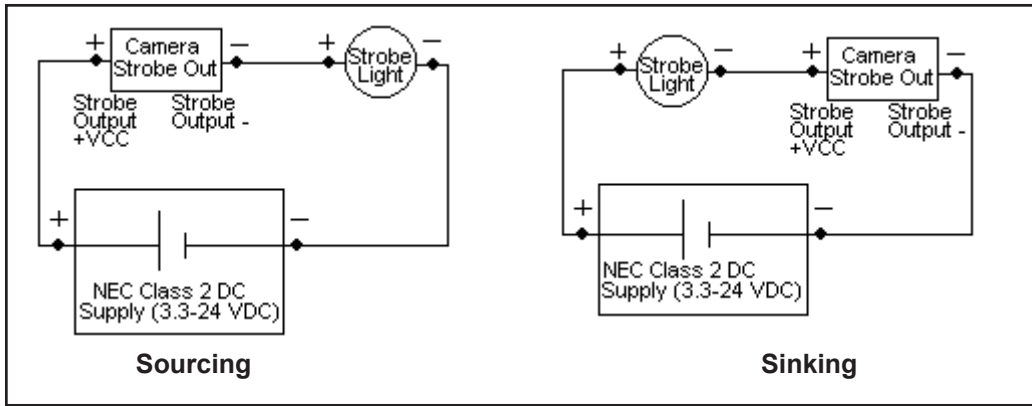 + Camera Strobe Out − + Strobe Light −
Strobe Output +VCC
Strobe Output -
+ −
NEC Class 2 DC
Supply (3.3-24 VDC)
Sourcing
+ Strobe Light − + Camera Strobe Out −
Strobe Output +VCC
Strobe Output -
+ −
NEC Class 2 DC
Supply (3.3-24 VDC)
Sinking